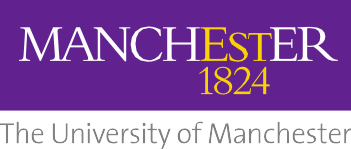 MANCHESTER
1824
The University of Manchester